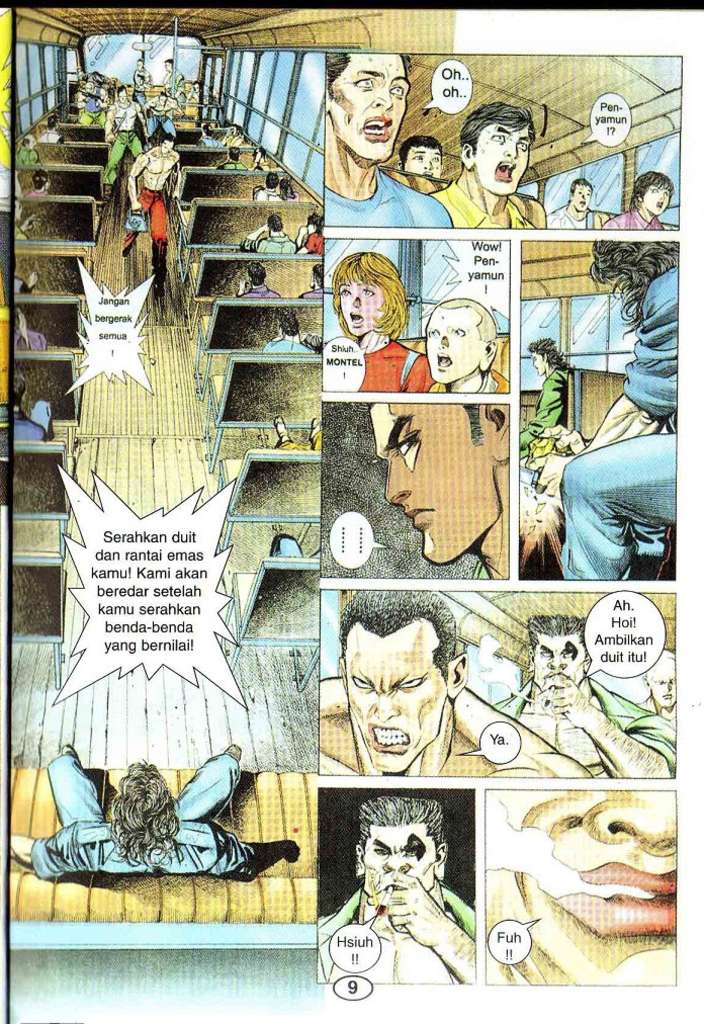 Jangan
bergerak
semua
!
Serahkan duit
dan rantai emas
kamu! Kami akan
beredar setelah
kamu serahkan
benda-benda
yang bernilai!
Oh..
oh..
Pen-
yamun
!?
Wow!
Pen-
yamun
!
Shiuh..
MONTEL
!
Ah.
Hoi!
Ambilkan
duit itu!
Ya.
Hsiuh
!!
Fuh
!!
9